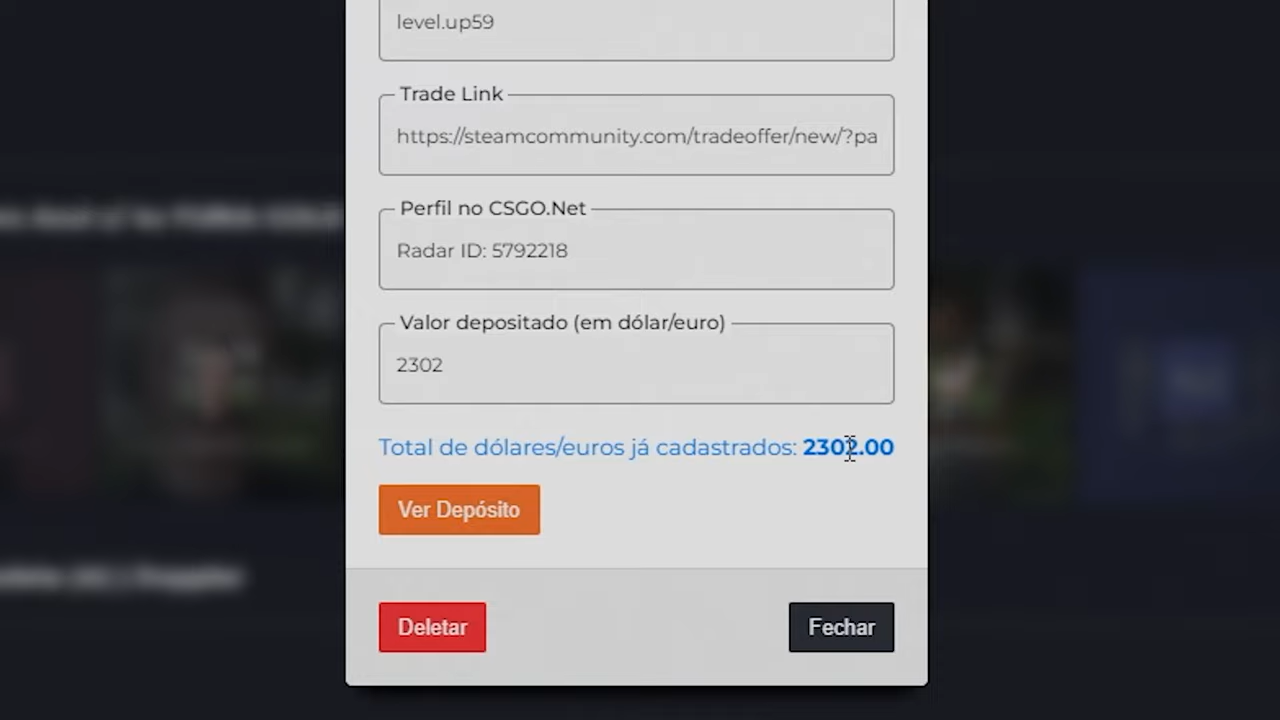 level.up59
Trade Link
https://steamcommunity.com/tradeoffer/new/?pa
Perfil no CSGO.Net
Radar ID: 5792218
Valor depositado (em dólar/euro)
2302
Total de dólares/euros já cadastrados: 2302.00
Ver Depósito
Deletar
Fechar